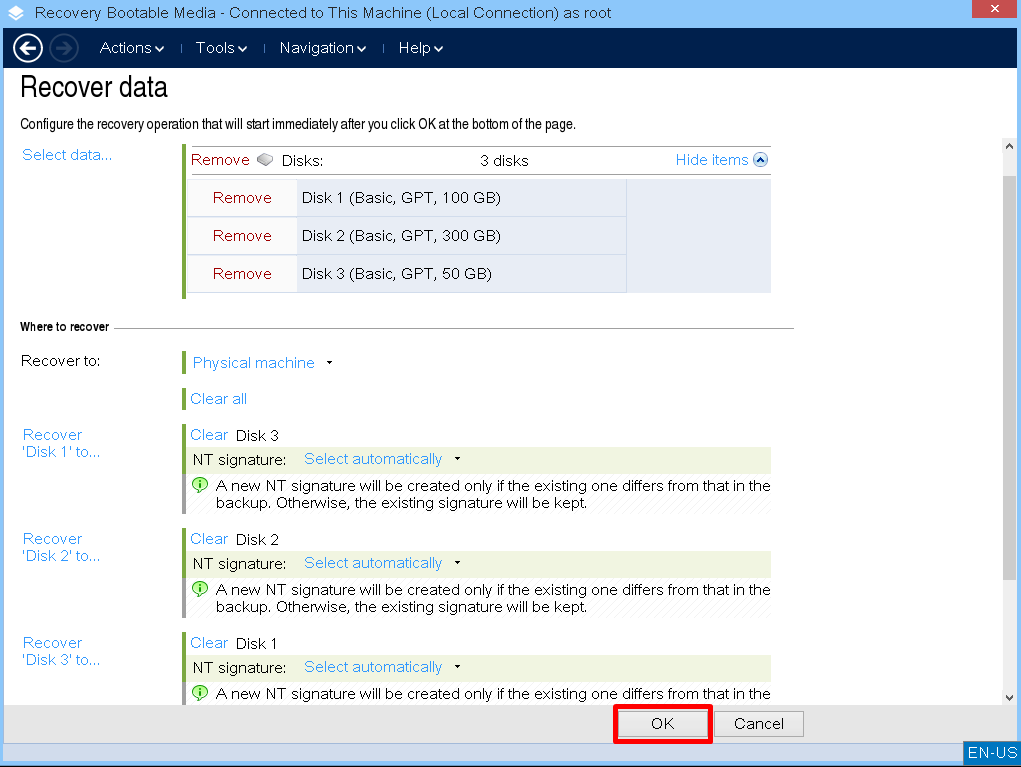 Recovery Bootable Media - Connected to This Machine (Local Connection) as root
Actions | Tools | Navigation | Help
Recover data
Configure the recovery operation that will start immediately after you click OK at the bottom of the page.
Select data...
Remove Disks: 3 disks Hide items
Remove Disk 1 (Basic, GPT, 100 GB)
Remove Disk 2 (Basic, GPT, 300 GB)
Remove Disk 3 (Basic, GPT, 50 GB)
Where to recover
Recover to: Physical machine
Clear all
Recover 'Disk 1' to...
Clear Disk 3
NT signature: Select automatically
A new NT signature will be created only if the existing one differs from that in the
backup. Otherwise, the existing signature will be kept.
Recover 'Disk 2' to...
Clear Disk 2
NT signature: Select automatically
A new NT signature will be created only if the existing one differs from that in the
backup. Otherwise, the existing signature will be kept.
Recover 'Disk 3' to...
Clear Disk 1
NT signature: Select automatically
A new NT signature will be created only if the existing one differs from that in the
OK Cancel
EN-US